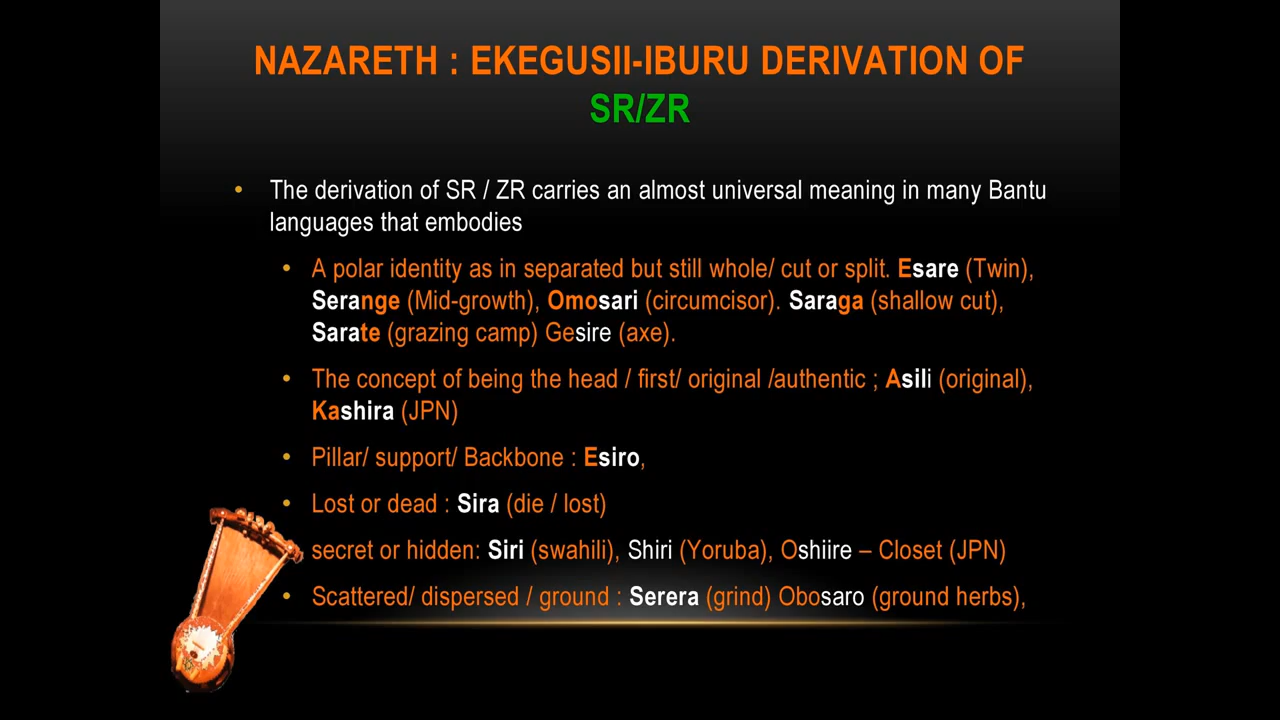 NAZARETH : EKEGUSII-IBURU DERIVATION OF
SR/ZR
• The derivation of SR / ZR carries an almost universal meaning in many Bantu
languages that embodies
• A polar identity as in separated but still whole/ cut or split. Esare (Twin),
Serange (Mid-growth), Omosari (circumcisor). Saraga (shallow cut),
Sarate (grazing camp) Gesire (axe).
• The concept of being the head / first/ original /authentic ; Asili (original),
Kashira (JPN)
• Pillar/ support/ Backbone : Esiro,
• Lost or dead : Sira (die / lost)
secret or hidden: Siri (swahili), Shiri (Yoruba), Oshiire – Closet (JPN)
• Scattered/ dispersed / ground : Serera (grind) Obosaro (ground herbs),